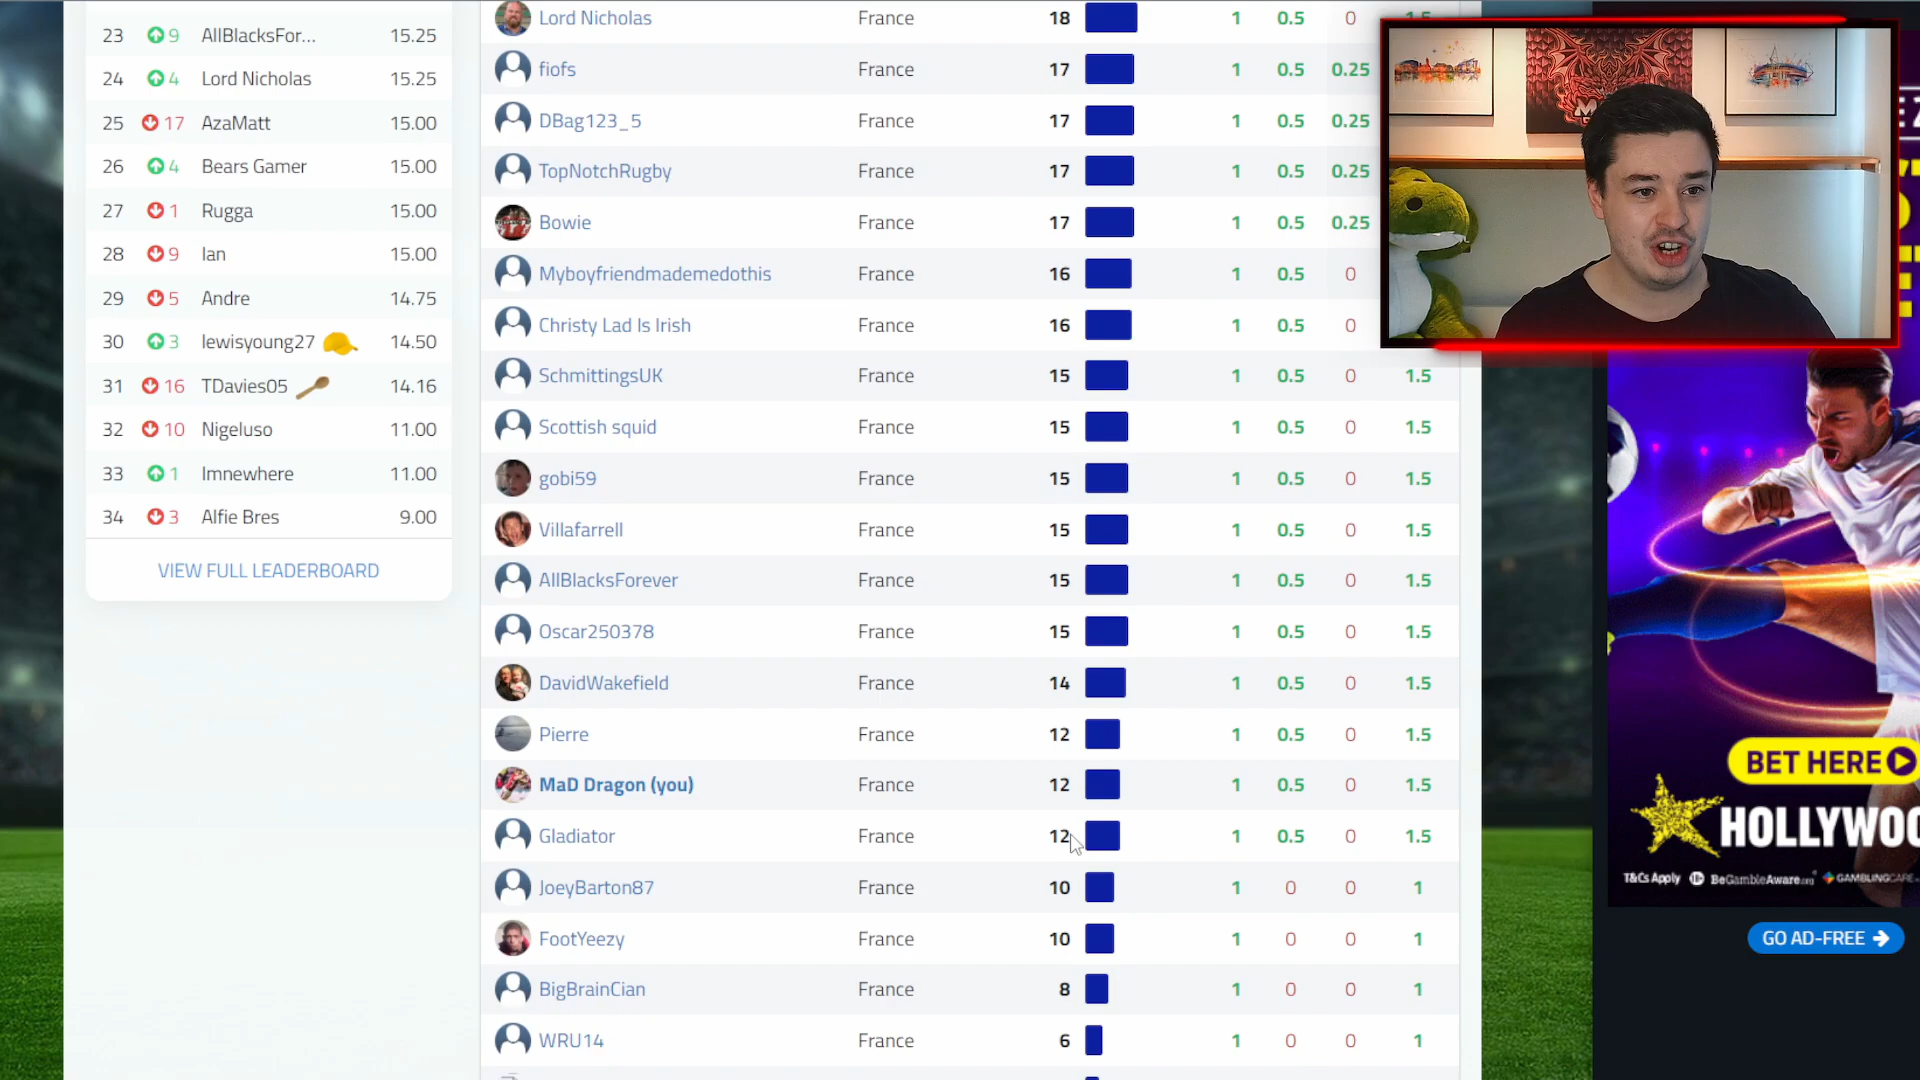 23 9 AllBlacksFor... 15.25
24 4 Lord Nicholas 15.25
25 17 AzaMatt 15.00
26 4 Bears Gamer 15.00
27 1 Rugga 15.00
28 9 Ian 15.00
29 5 Andre 14.75
30 3 lewisyoung27 14.50
31 16 TDavies05 14.16
32 10 Nigeluso 11.00
33 1 Imnewhere 11.00
34 3 Alfie Bres 9.00
VIEW FULL LEADERBOARD
Lord Nicholas France 18 1 0.5 0 1.5
fiofs France 17 1 0.5 0.25
DBag123_5 France 17 1 0.5 0.25
TopNotchRugby France 17 1 0.5 0.25
Bowie France 17 1 0.5 0.25
Myboyfriendmademedothis France 16 1 0.5 0
Christy Lad Is Irish France 16 1 0.5 0
SchmittingsUK France 15 1 0.5 0 1.5
Scottish squid France 15 1 0.5 0 1.5
gobi59 France 15 1 0.5 0 1.5
Villafarrell France 15 1 0.5 0 1.5
AllBlacksForever France 15 1 0.5 0 1.5
Oscar250378 France 15 1 0.5 0 1.5
DavidWakefield France 14 1 0.5 0 1.5
Pierre France 12 1 0.5 0 1.5
MaD Dragon (you) France 12 1 0.5 0 1.5
Gladiator France 12 1 0.5 0 1.5
JoeyBarton87 France 10 1 0 0 1
FootYeezy France 10 1 0 0 1
BigBrainCian France 8 1 0 0 1
WRU14 France 6 1 0 0 1
BET HERE
HOLLYWOO
T&Cs Apply 18+ BeGambleAware.org GAMBLINGCARE
GO AD-FREE